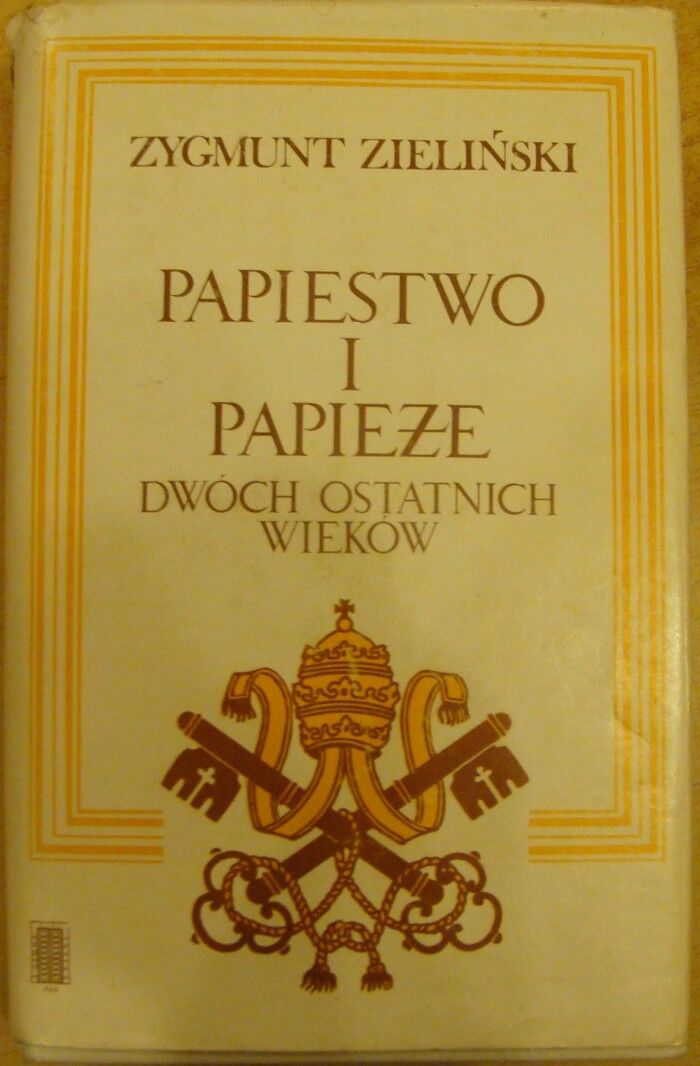 ZYGMUNT ZIELIŃSKI
PAPIESTWO
I
PAPIEŻE
DWÓCH OSTATNICH
WIEKÓW